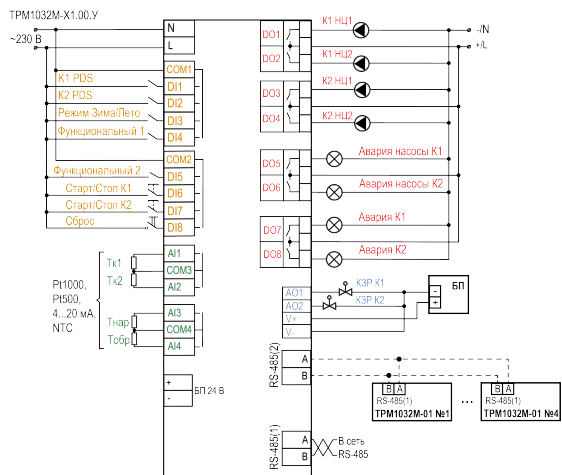 ТРМ1032М-Х1.00.У
~230 В
N
L
COM1
К1 PDS
DI1
К2 PDS
DI2
Режим Зима/Лето
DI3
Функциональный 1
DI4
COM2
Функциональный 2
DI5
Старт/Стоп К1
DI6
Старт/Стоп К2
DI7
Сброс
DI8
Pt1000,
Pt500,
4...20 мА,
NTC
Тк1
Тк2
AI1
COM3
AI2
Тнар
Тобр
AI3
COM4
AI4
+
-
БП 24 В
К1 НЦ1
DO1
К1 НЦ2
DO2
К2 НЦ1
DO3
К2 НЦ2
DO4
-/N
+/L
DO5
Авария насосы К1
DO6
Авария насосы К2
DO7
Авария К1
DO8
Авария К2
AO1
КЗР К1
AO2
КЗР К2
V+
V-
-
+
БП
RS-485(2)
A
B
B A
RS-485(1)
ТРМ1032М-01 №1
...
B A
RS-485(1)
ТРМ1032М-01 №4
RS-485(1)
A
B
В сеть
RS-485